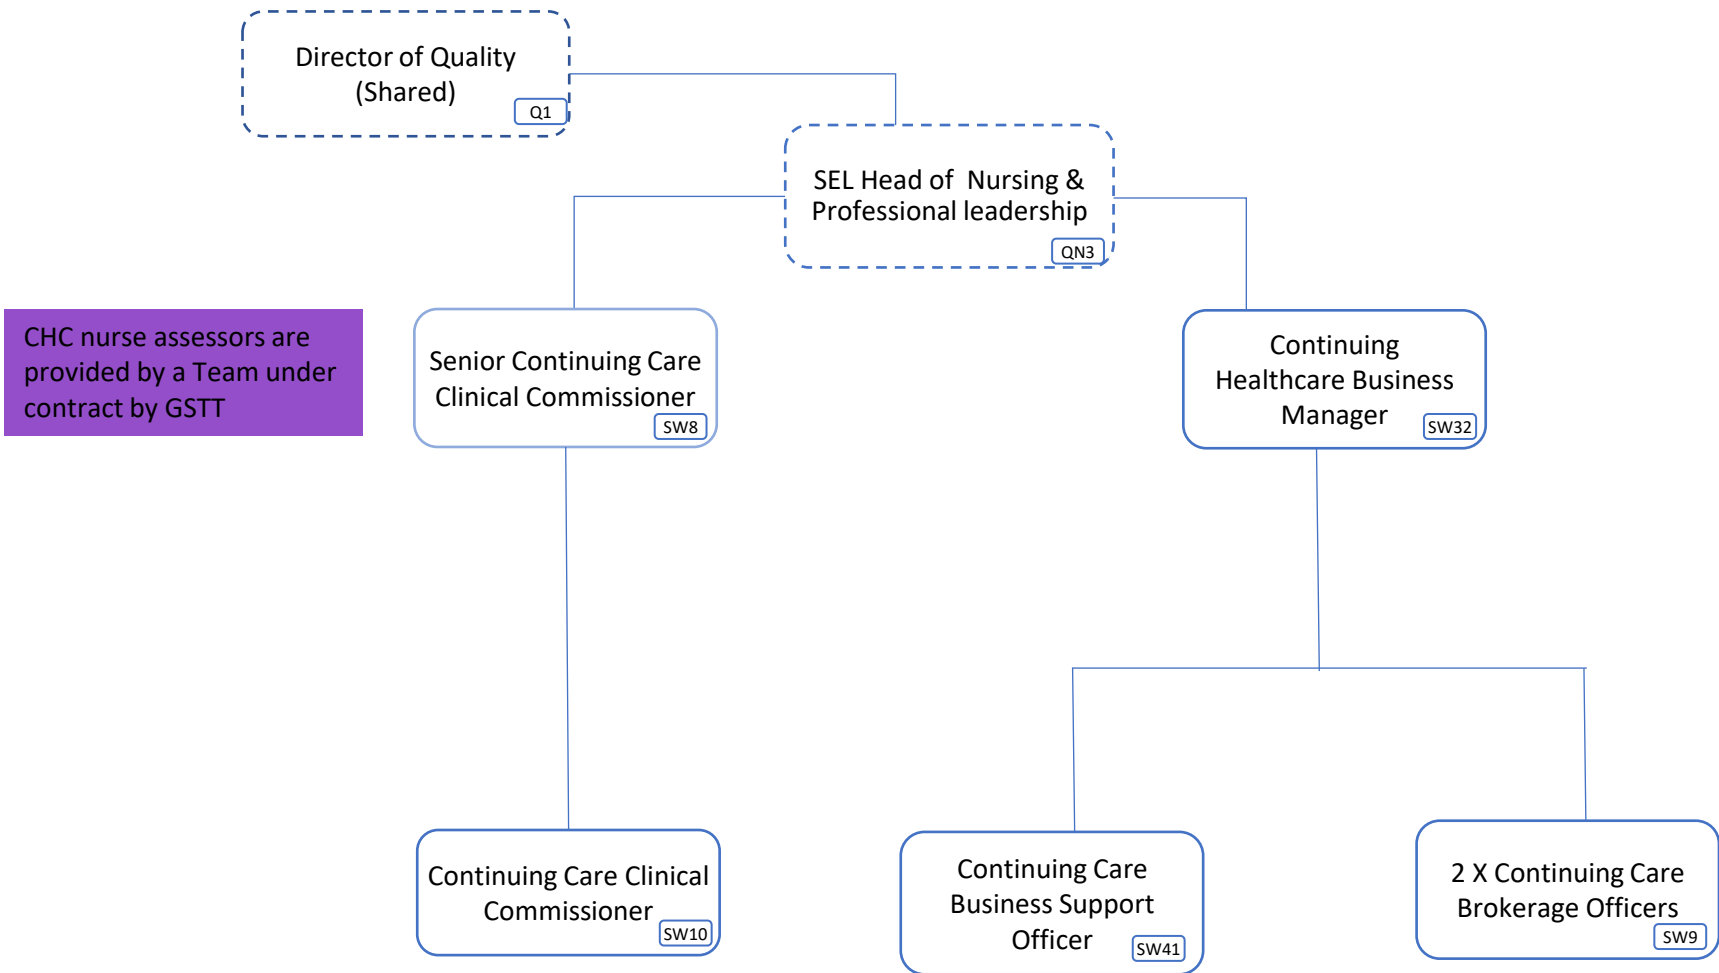 Director of Quality
(Shared)
Q1
SEL Head of  Nursing &
Professional leadership
QN3
CHC nurse assessors are
provided by a Team under
contract by GSTT
Senior Continuing Care
Clinical Commissioner
SW8
Continuing
Healthcare Business
Manager
SW32
Continuing Care Clinical
Commissioner
SW10
Continuing Care
Business Support
Officer
SW41
2 X Continuing Care
Brokerage Officers
SW9